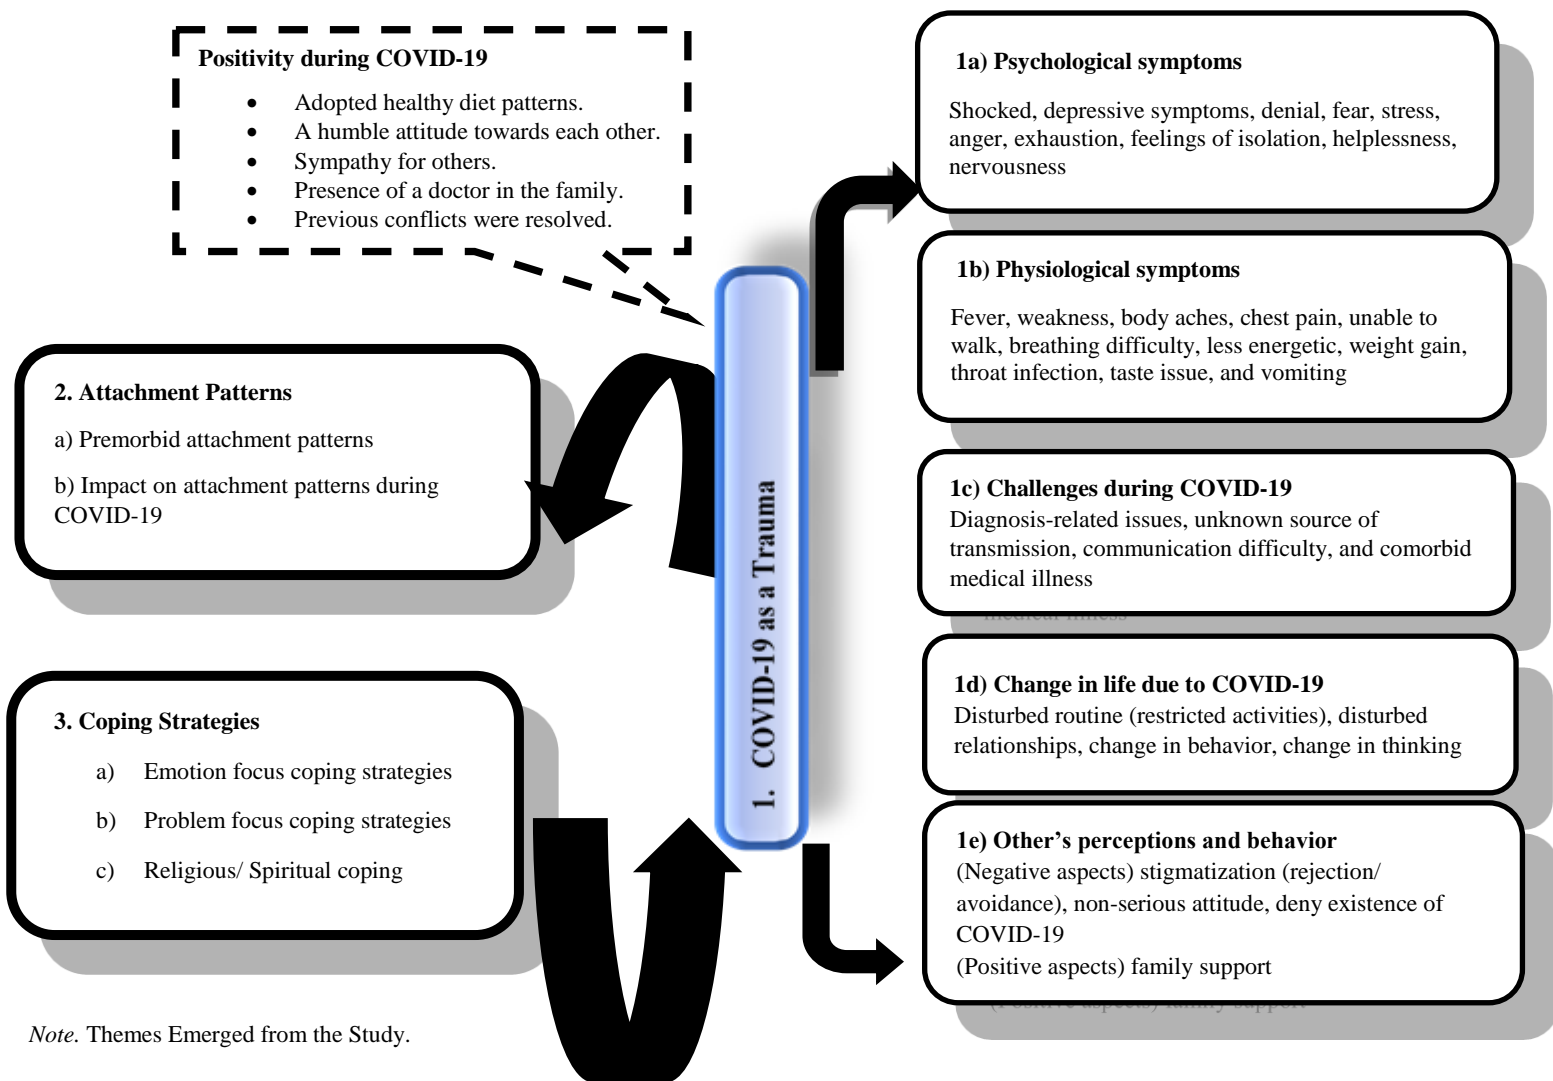 Positivity during COVID-19
• Adopted healthy diet patterns.
• A humble attitude towards each other.
• Sympathy for others.
• Presence of a doctor in the family.
• Previous conflicts were resolved.
2. Attachment Patterns
a) Premorbid attachment patterns
b) Impact on attachment patterns during
COVID-19
3. Coping Strategies
a) Emotion focus coping strategies
b) Problem focus coping strategies
c) Religious/ Spiritual coping
1. COVID-19 as a Trauma
1a) Psychological symptoms
Shocked, depressive symptoms, denial, fear, stress,
anger, exhaustion, feelings of isolation, helplessness,
nervousness
1b) Physiological symptoms
Fever, weakness, body aches, chest pain, unable to
walk, breathing difficulty, less energetic, weight gain,
throat infection, taste issue, and vomiting
1c) Challenges during COVID-19
Diagnosis-related issues, unknown source of
transmission, communication difficulty, and comorbid
medical illness
1d) Change in life due to COVID-19
Disturbed routine (restricted activities), disturbed
relationships, change in behavior, change in thinking
1e) Other’s perceptions and behavior
(Negative aspects) stigmatization (rejection/
avoidance), non-serious attitude, deny existence of
COVID-19
(Positive aspects) family support
Note. Themes Emerged from the Study.